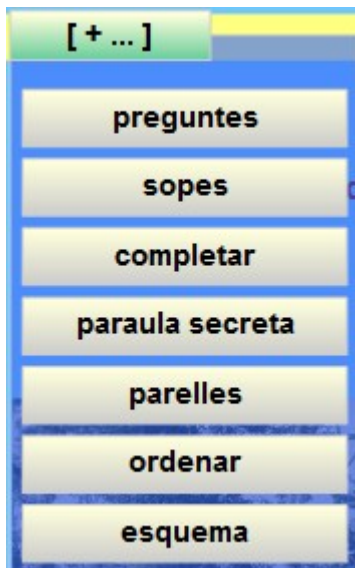 [ + ... ]
preguntes
sopes
completar
paraula secreta
parelles
ordenar
esquema